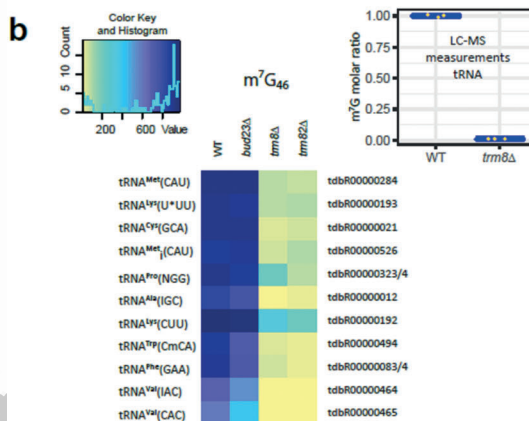 b
Color Key
and Histogram
Count
0 5 10 15
200 600 Value
m⁷G₄₆
WT bud23Δ trm8Δ trm82Δ
tRNAMet(CAU) tdbR00000284
tRNALys(U*UU) tdbR00000193
tRNACys(GCA) tdbR00000021
tRNAMeti(CAU) tdbR00000526
tRNAPro(NGG) tdbR00000323/4
tRNAAla(IGC) tdbR00000012
tRNALys(CUU) tdbR00000192
tRNATrp(CmCA) tdbR00000494
tRNAPhe(GAA) tdbR00000083/4
tRNAVal(IAC) tdbR00000464
tRNAVal(CAC) tdbR00000465
m⁷G molar ratio
1.00
0.75
0.50
0.25
0.00
LC-MS
measurements
tRNA
WT trm8Δ